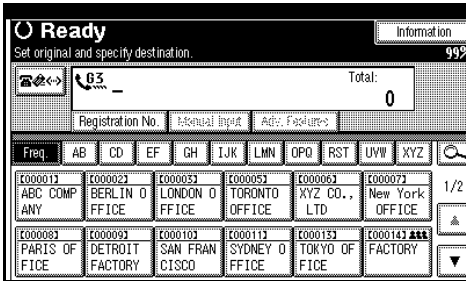 Ready
Information
Set original and specify destination.
99%
G3
Total:
0
Registration No.
Manual Input
Adv. Features
Freq. AB CD EF GH IJK LMN OPQ RST UVW XYZ
[00001] [00002] [00003] [00005] [00006] [00007]
ABC COMP BERLIN O LONDON O TORONTO XYZ CO., New York
ANY FFICE FFICE OFFICE LTD OFFICE
1/2
[00008] [00009] [00010] [00011] [00013] [00014]
PARIS OF DETROIT SAN FRAN SYDNEY O TOKYO OF FACTORY
FICE FACTORY CISCO FFICE FICE